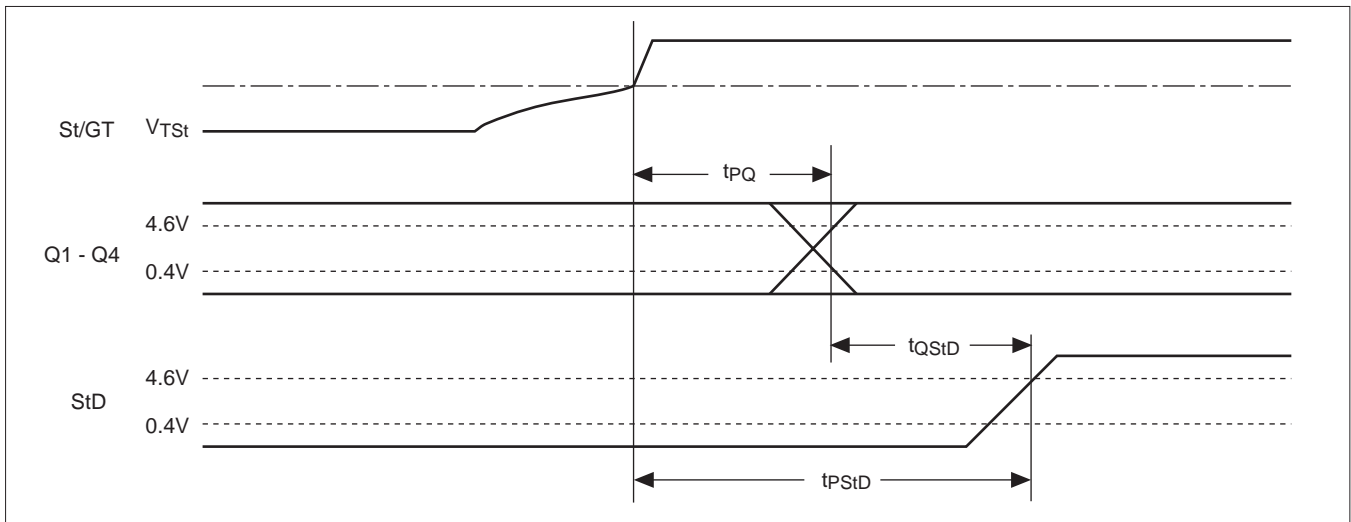 St/GT VTSt
tPQ
4.6V
Q1 - Q4
0.4V
tQStD
4.6V
StD
0.4V
tPStD